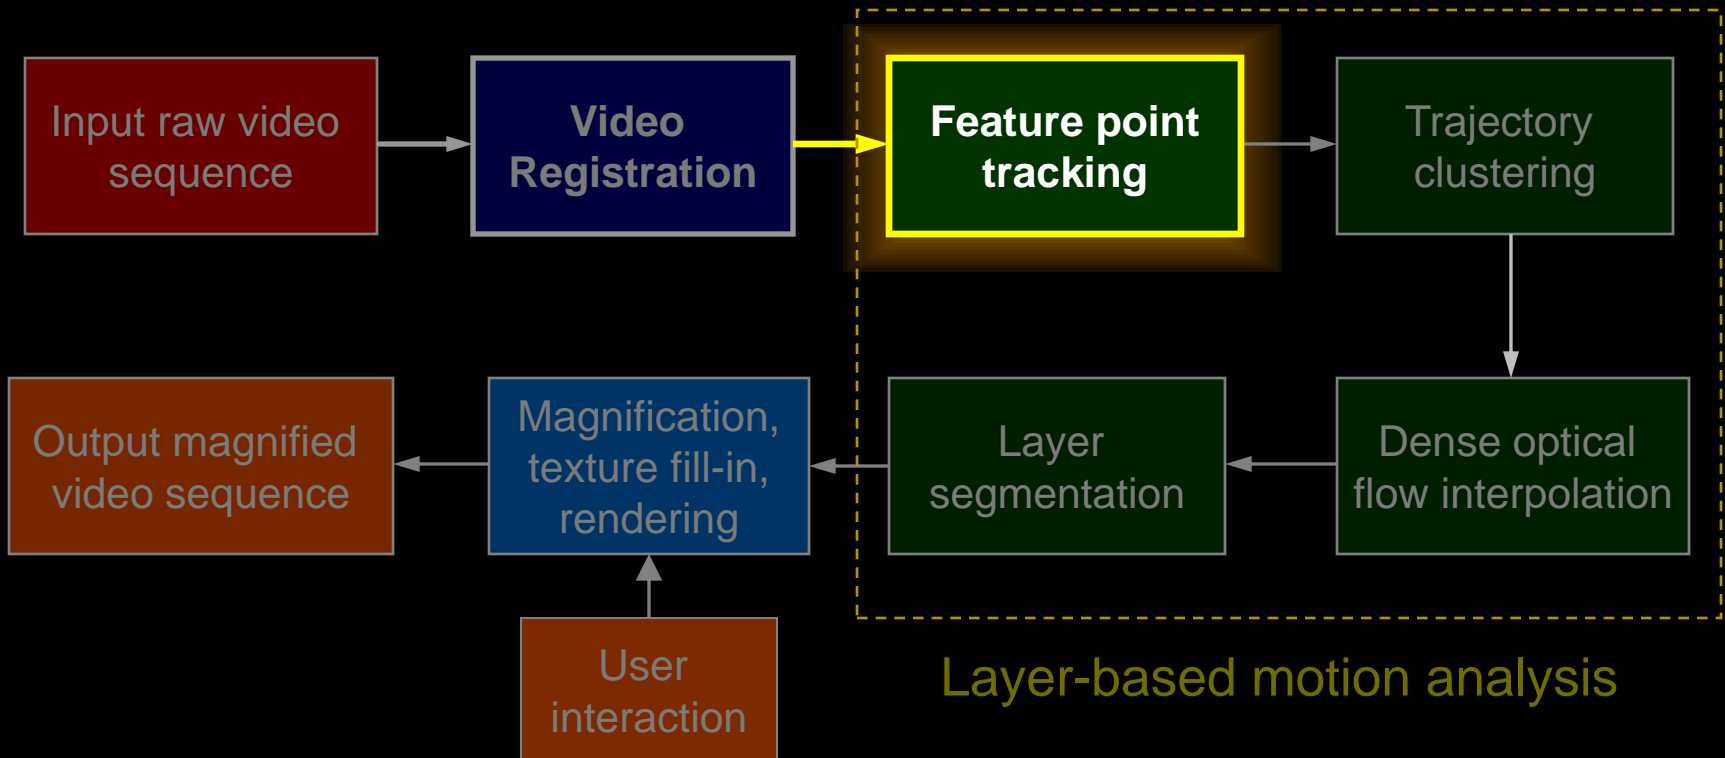 Input raw video
sequence
Video
Registration
Feature point
tracking
Trajectory
clustering
Output magnified
video sequence
Magnification,
texture fill-in,
rendering
Layer
segmentation
Dense optical
flow interpolation
User
interaction
Layer-based motion analysis